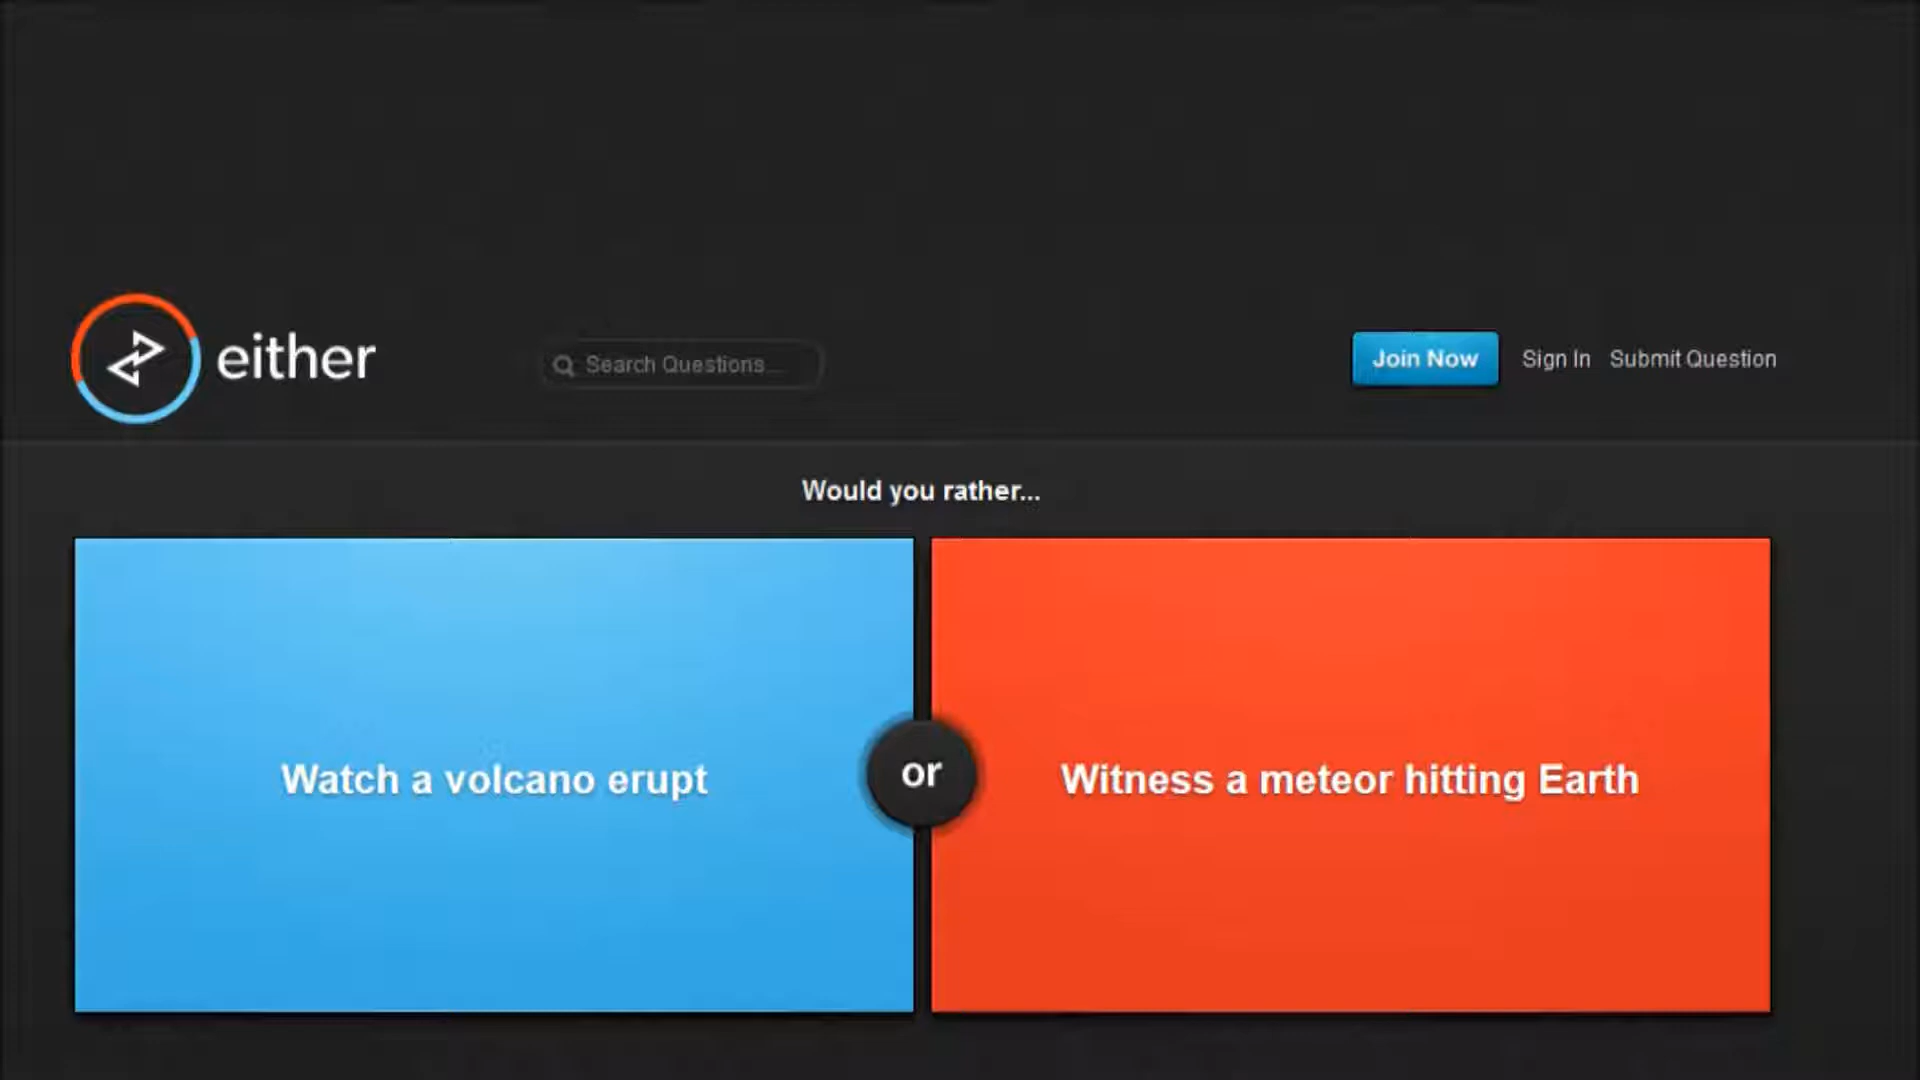 either
Search Questions...
Join Now
Sign In
Submit Question
Would you rather...
Watch a volcano erupt
or
Witness a meteor hitting Earth